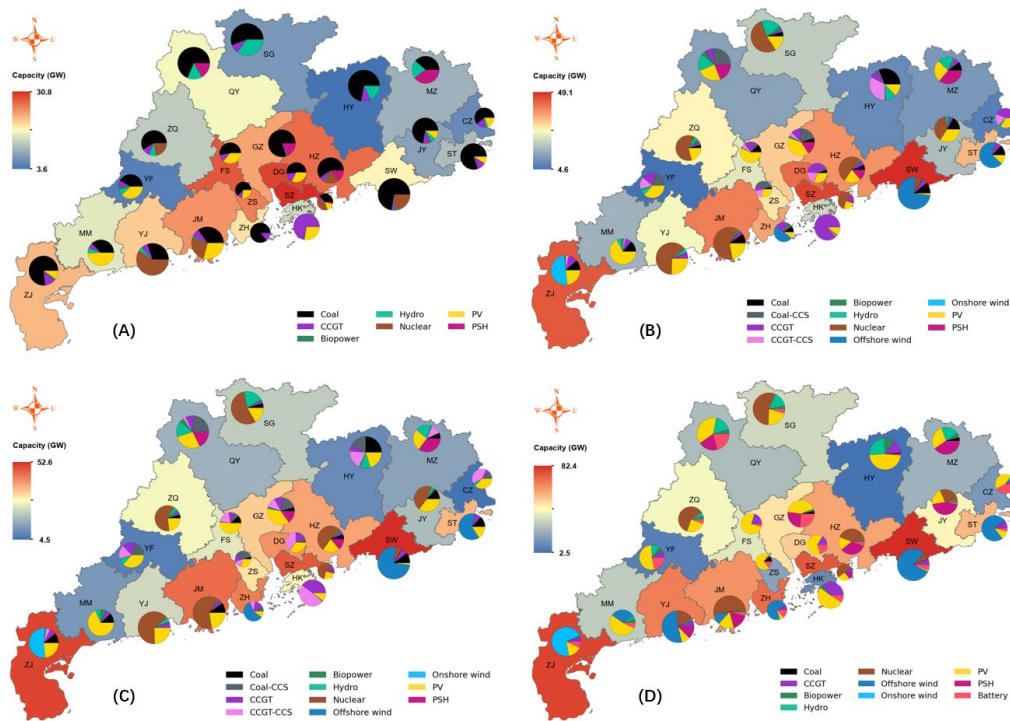 N
W E
S
Capacity (GW)
30.8
3.6
SG
QY
HY
MZ
CZ
ZQ
GZ
JY
ST
HZ
YF
FS
DG
SW
SZ
ZS
JM
HK*
ZH
MM
YJ
ZJ
Coal
Hydro
PV
CCGT
Nuclear
PSH
Biopower
(A)
N
W E
S
Capacity (GW)
49.1
4.6
SG
QY
HY
MZ
CZ
ZQ
GZ
JY
ST
HZ
YF
FS
DG
SW
SZ
ZS
JM
HK*
ZH
MM
YJ
ZJ
Coal
Biopower
Onshore wind
Coal-CCS
Hydro
PV
CCGT
Nuclear
PSH
CCGT-CCS
Offshore wind
(B)
N
W E
S
Capacity (GW)
52.6
4.5
SG
QY
HY
MZ
CZ
ZQ
GZ
JY
ST
HZ
YF
FS
DG
SW
SZ
ZS
JM
HK*
ZH
MM
YJ
ZJ
Coal
Biopower
Onshore wind
Coal-CCS
Hydro
PV
CCGT
Nuclear
PSH
CCGT-CCS
Offshore wind
(C)
N
W E
S
Capacity (GW)
82.4
2.5
SG
QY
HY
MZ
CZ
ZQ
GZ
JY
ST
HZ
YF
FS
DG
SW
SZ
ZS
JM
HK
ZH
MM
YJ
ZJ
Coal
Nuclear
PV
CCGT
Offshore wind
PSH
Biopower
Onshore wind
Battery
Hydro
(D)